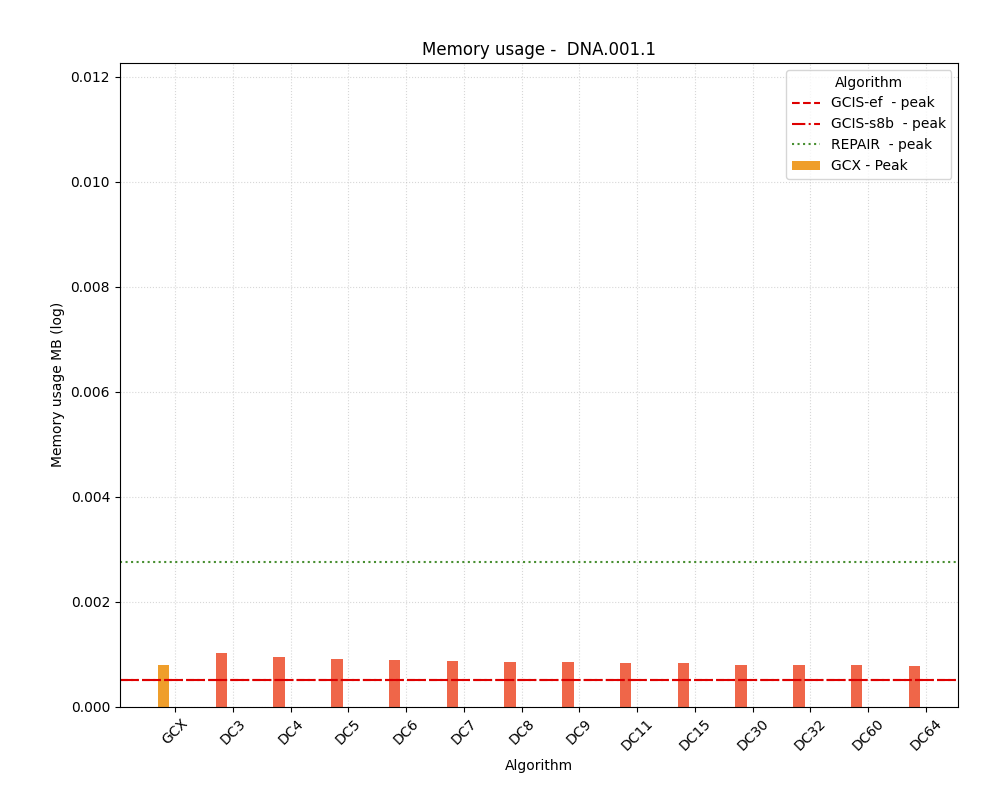 Memory usage -  DNA.001.1
Algorithm
GCIS-ef  - peak
GCIS-s8b  - peak
REPAIR  - peak
GCX - Peak
Memory usage MB (log)
0.012
0.010
0.008
0.006
0.004
0.002
0.000
GCX DC3 DC4 DC5 DC6 DC7 DC8 DC9 DC11 DC15 DC30 DC32 DC60 DC64
Algorithm